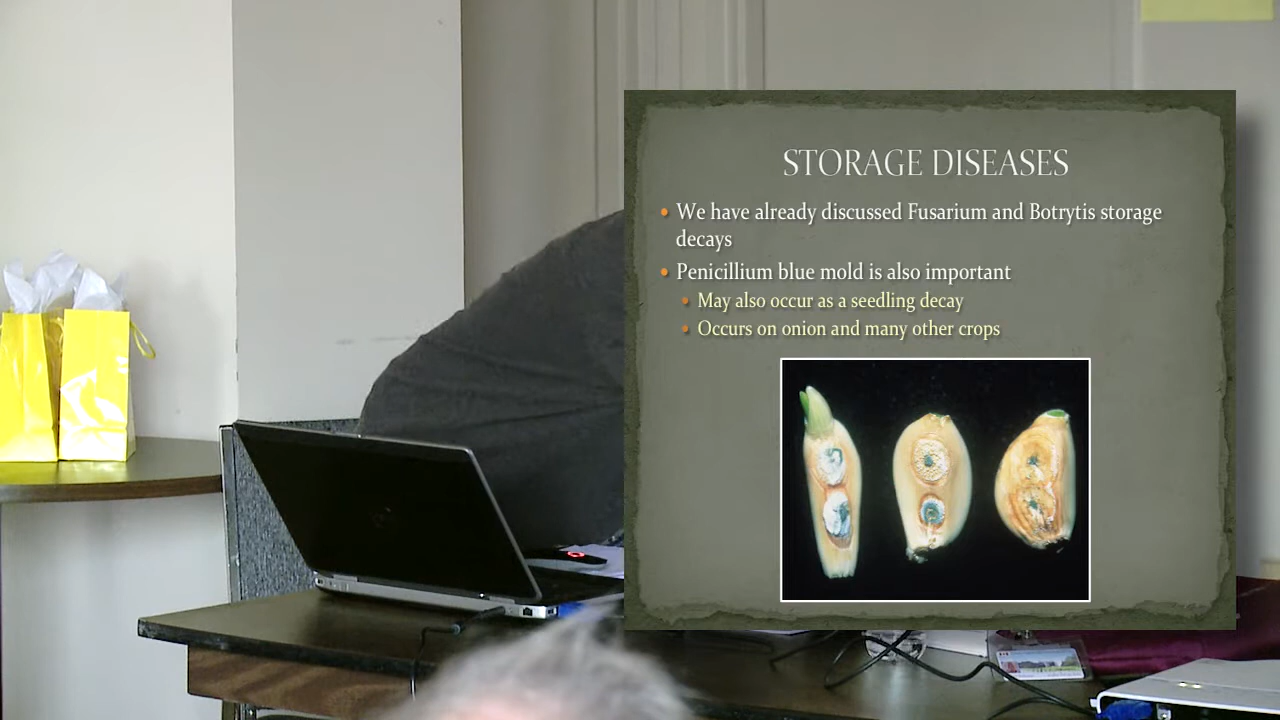 STORAGE DISEASES
We have already discussed Fusarium and Botrytis storage
decays
Penicillium blue mold is also important
May also occur as a seedling decay
Occurs on onion and many other crops